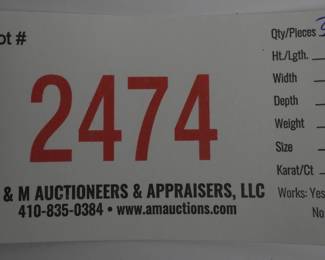 ot #
2474
& M AUCTIONEERS & APPRAISERS, LLC
410-835-0384 • www.amauctions.com
Qty/Pieces
Ht./Lgth.
Width
Depth
Weight
Size
Karat/Ct
Works: Yes
No